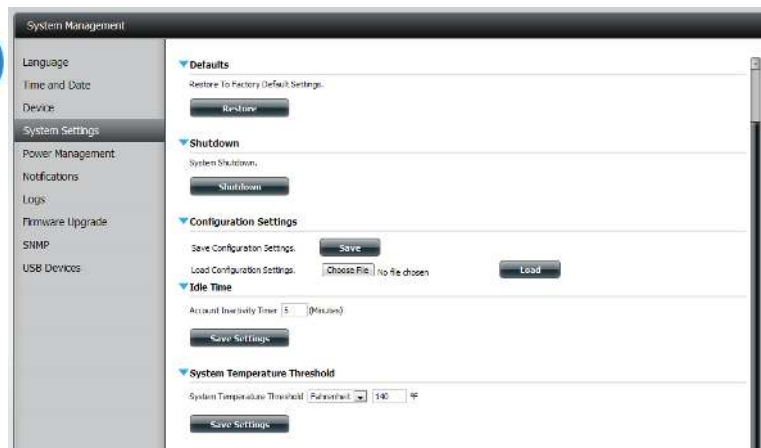 System Management
Language
Time and Date
Device
System Settings
Power Management
Notifications
Logs
Firmware Upgrade
SNMP
USB Devices
Defaults
Restore To Factory Default Settings.
Restore
Shutdown
System Shutdown.
Shutdown
Configuration Settings
Save Configuration Settings. Save
Load Configuration Settings. Choose File No file chosen Load
Idle Time
Account Inactivity Timer 5 (Minutes)
Save Settings
System Temperature Threshold
System Temperature Threshold Fahrenheit 140 °F
Save Settings